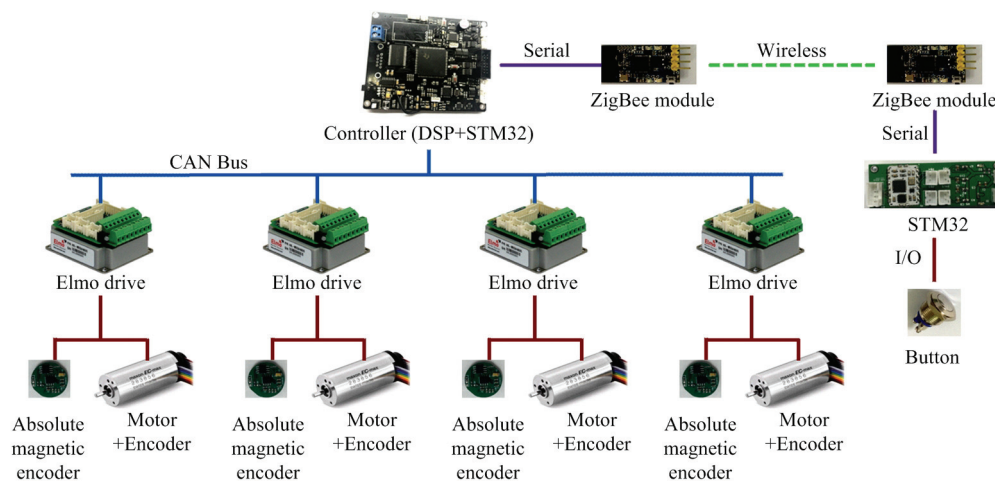 Serial
Wireless
ZigBee module
ZigBee module
Controller (DSP+STM32)
Serial
CAN Bus
STM32
I/O
Elmo drive
Elmo drive
Elmo drive
Elmo drive
Button
Absolute
magnetic
encoder
Motor
+Encoder
Absolute
magnetic
encoder
Motor
+Encoder
Absolute
magnetic
encoder
Motor
+Encoder
Absolute
magnetic
encoder
Motor
+Encoder